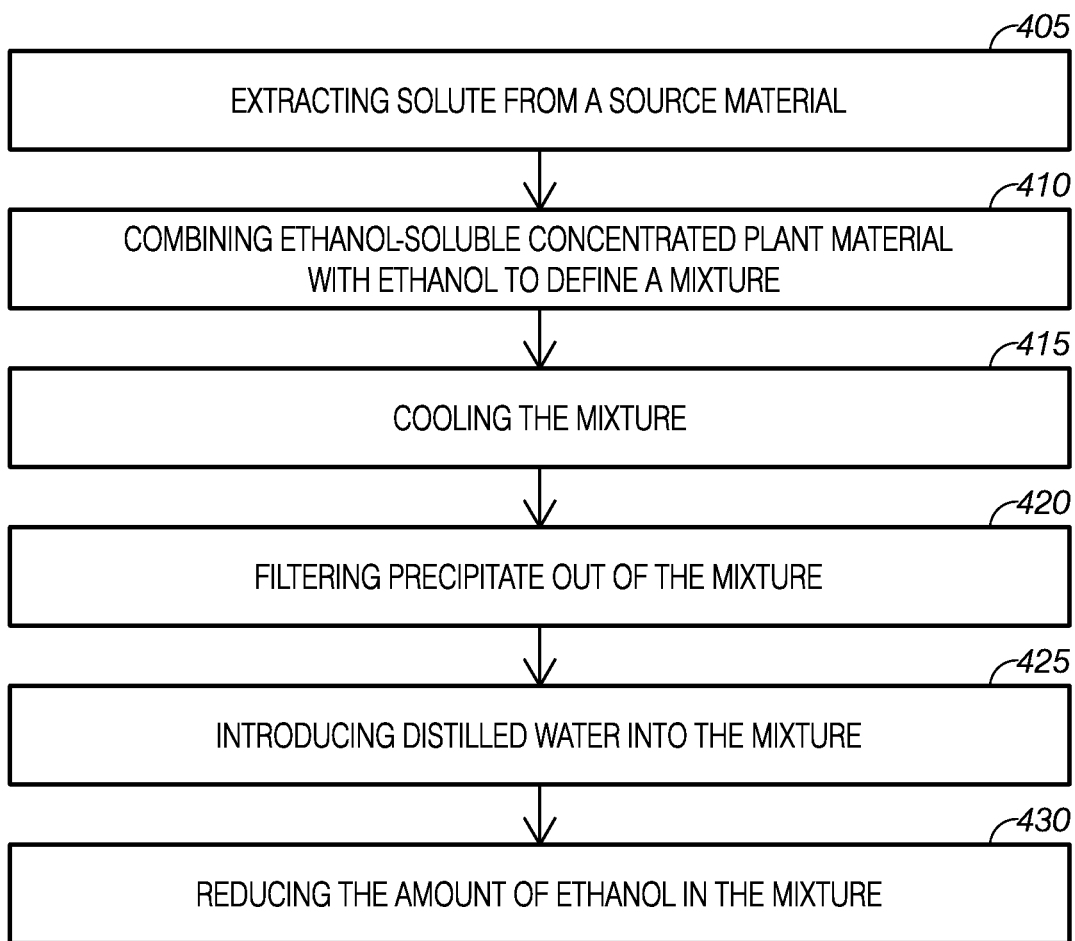 405
EXTRACTING SOLUTE FROM A SOURCE MATERIAL
410
COMBINING ETHANOL-SOLUBLE CONCENTRATED PLANT MATERIAL
WITH ETHANOL TO DEFINE A MIXTURE
415
COOLING THE MIXTURE
420
FILTERING PRECIPITATE OUT OF THE MIXTURE
425
INTRODUCING DISTILLED WATER INTO THE MIXTURE
430
REDUCING THE AMOUNT OF ETHANOL IN THE MIXTURE